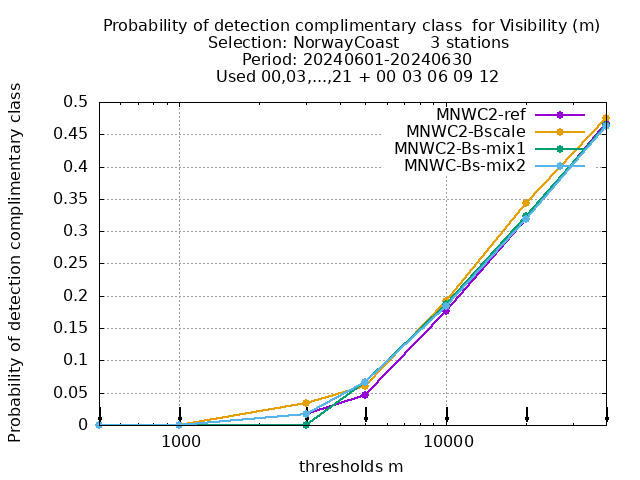 Probability of detection complimentary class  for Visibility (m)
Selection: NorwayCoast      3 stations
Period: 20240601-20240630
Used 00,03,...,21 + 00 03 06 09 12
Probability of detection complimentary class
0.5
0.45
0.4
0.35
0.3
0.25
0.2
0.15
0.1
0.05
0
MNWC2-ref
MNWC2-Bscale
MNWC2-Bs-mix1
MNWC-Bs-mix2
1000
10000
thresholds m